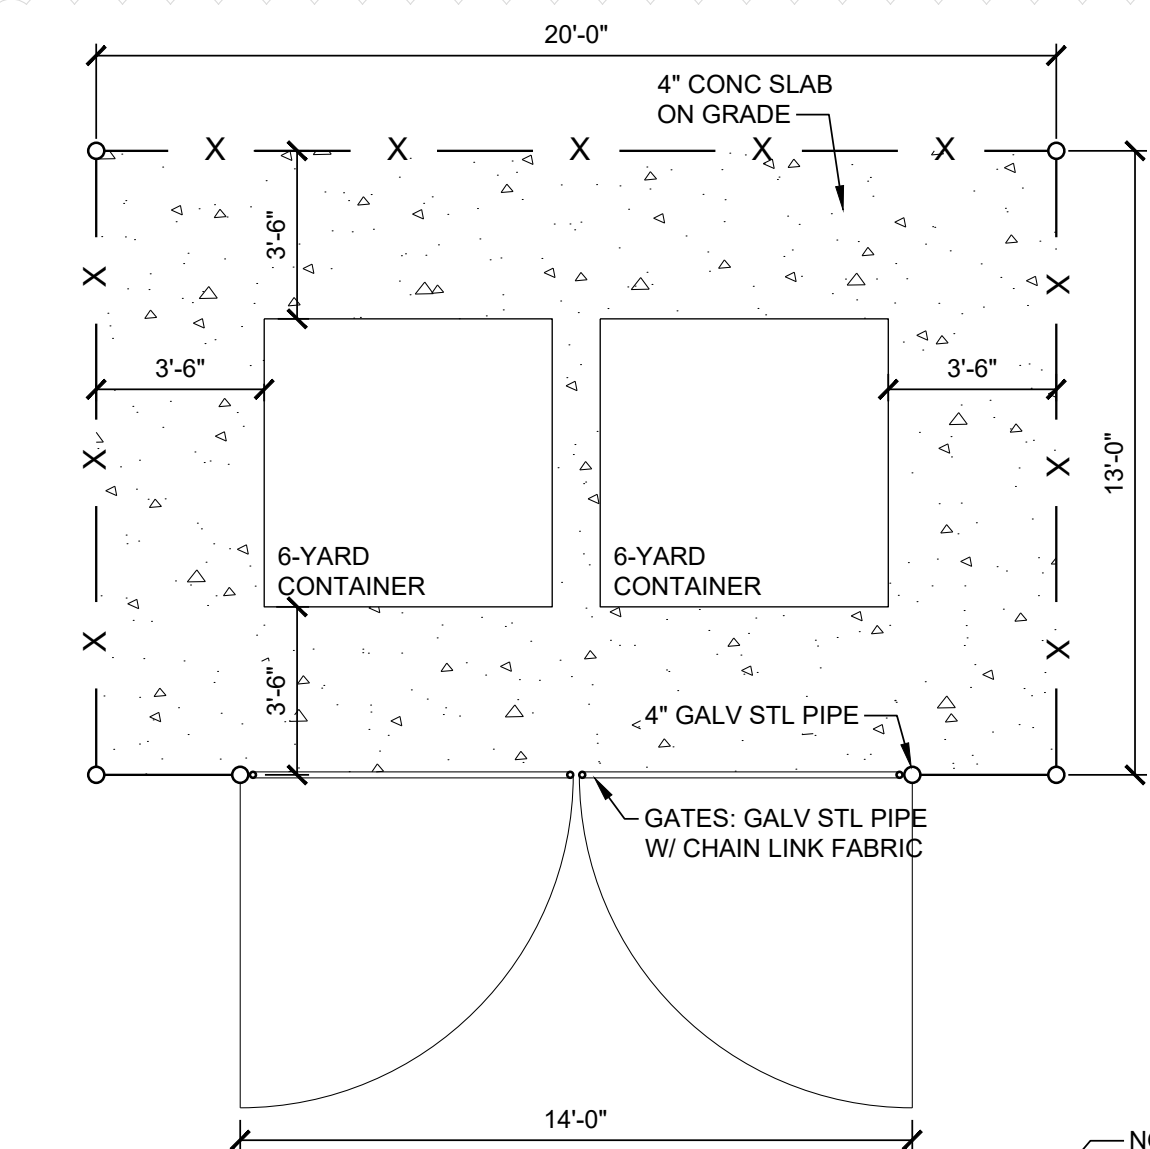 20'-0"
4" CONC SLAB
ON GRADE
X X X X X
3'-6"
X X
3'-6" 3'-6"
13'-0"
X X
6-YARD
CONTAINER
6-YARD
CONTAINER
X X
3'-6"
4" GALV STL PIPE
GATES: GALV STL PIPE
W/ CHAIN LINK FABRIC
14'-0"